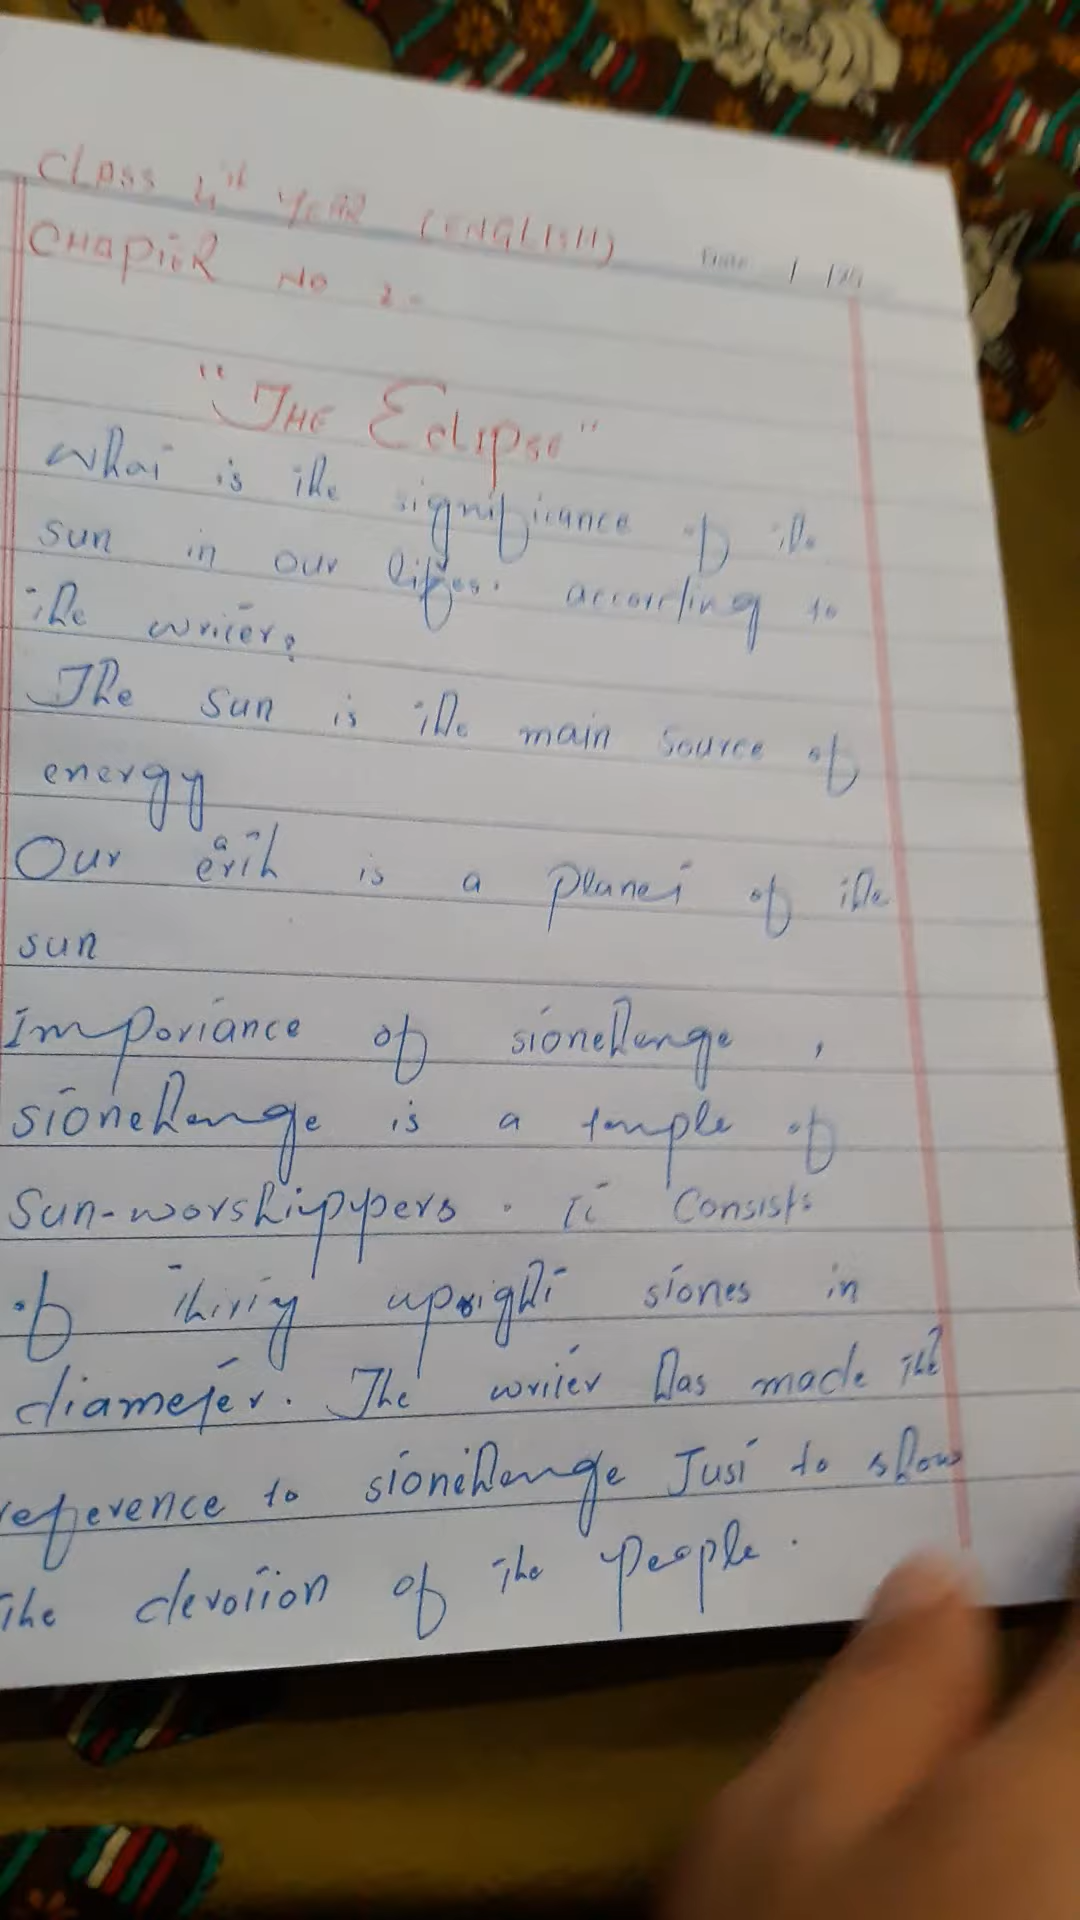 CLASS 4th YEAR (ENGLISH)
CHAPTER No 2.
"THE Eclipse"
What is the significance of the
sun in our lifes. according to
the writer?
The sun is the main source of
energy
Our earth is a planet of the
sun
Importance of stonehenge ,
stonehenge is a temple of
Sun-worshippers. It consists
of thirty upright stones in
diameter. The writer has made the
reference to stonehenge Just to show
the devotion of the people.